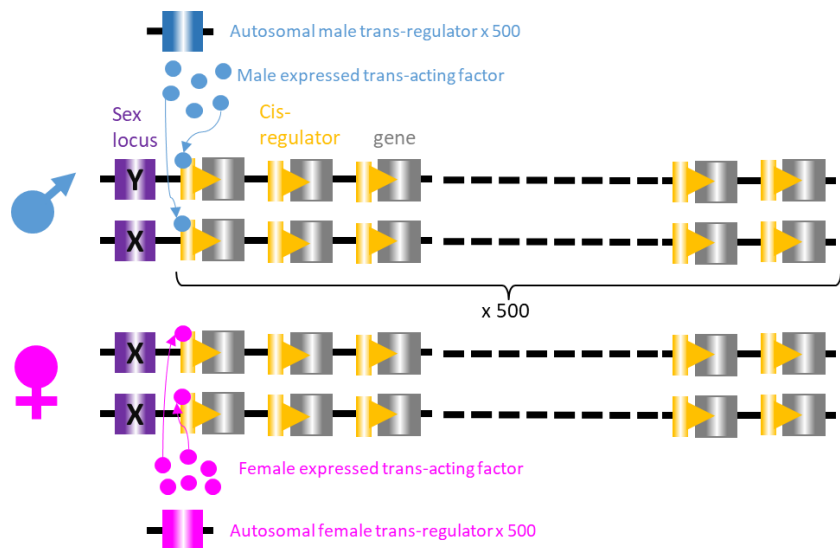 Autosomal male trans-regulator x 500
Male expressed trans-acting factor
Sex
locus
Cis-
regulator
gene
Y
X
x 500
X
X
Female expressed trans-acting factor
Autosomal female trans-regulator x 500